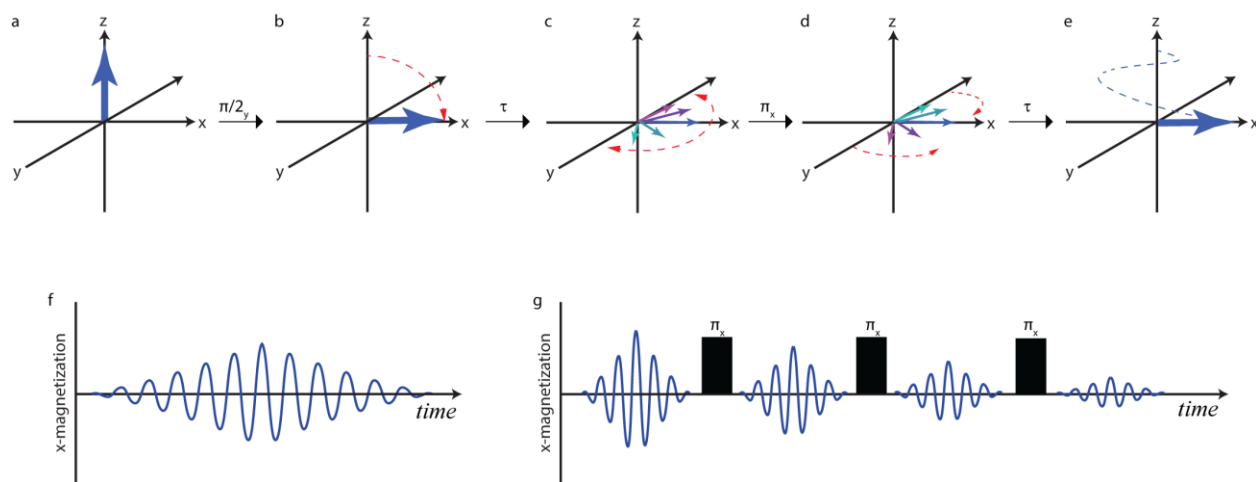 a
z
x
y
π/2y
b
z
x
y
τ
c
z
x
y
πx
d
z
x
y
τ
e
z
x
y
f
x-magnetization
time
g
x-magnetization
πx
πx
πx
time